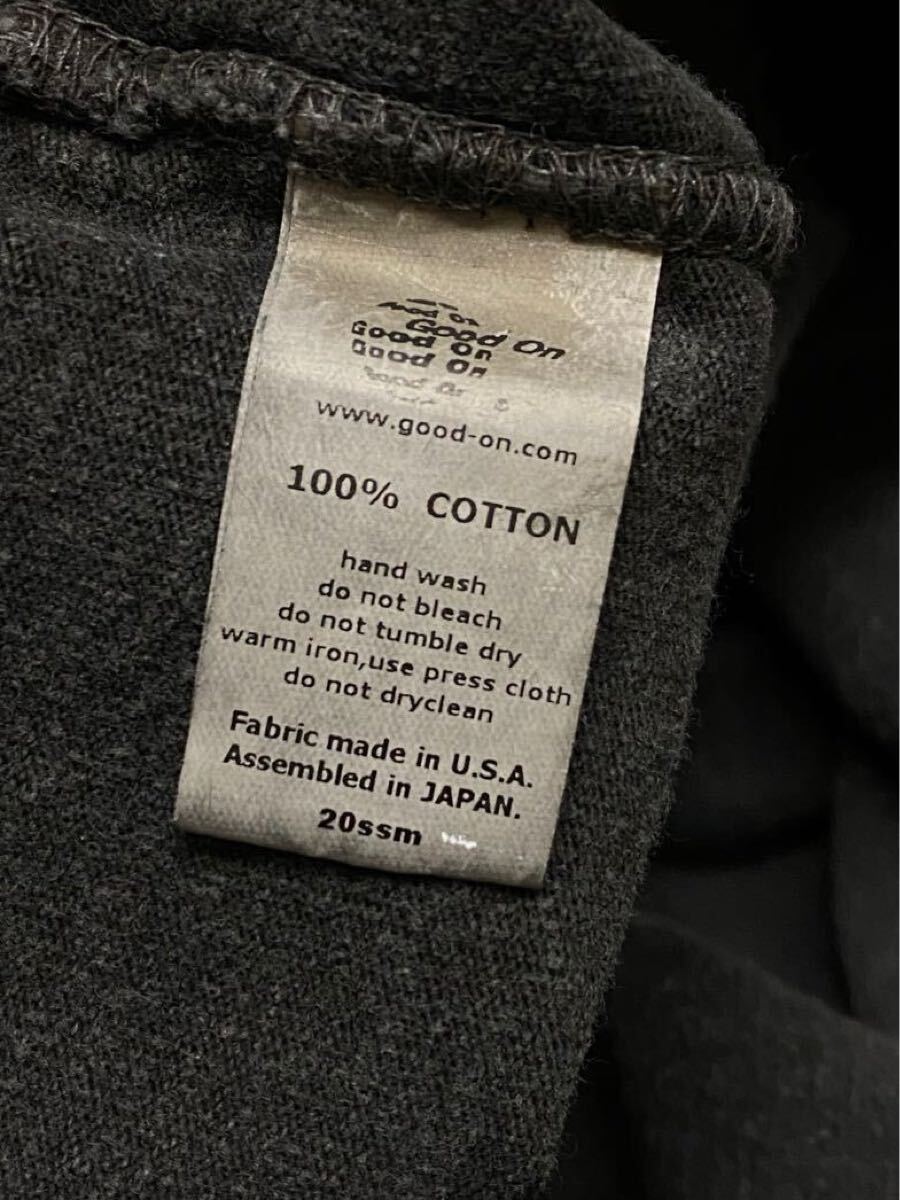 Good On
Good On
Good On
www.good-on.com
100% COTTON
hand wash
do not bleach
do not tumble dry
warm iron,use press cloth
do not dryclean
Fabric made in U.S.A.
Assembled in JAPAN.
20ssm